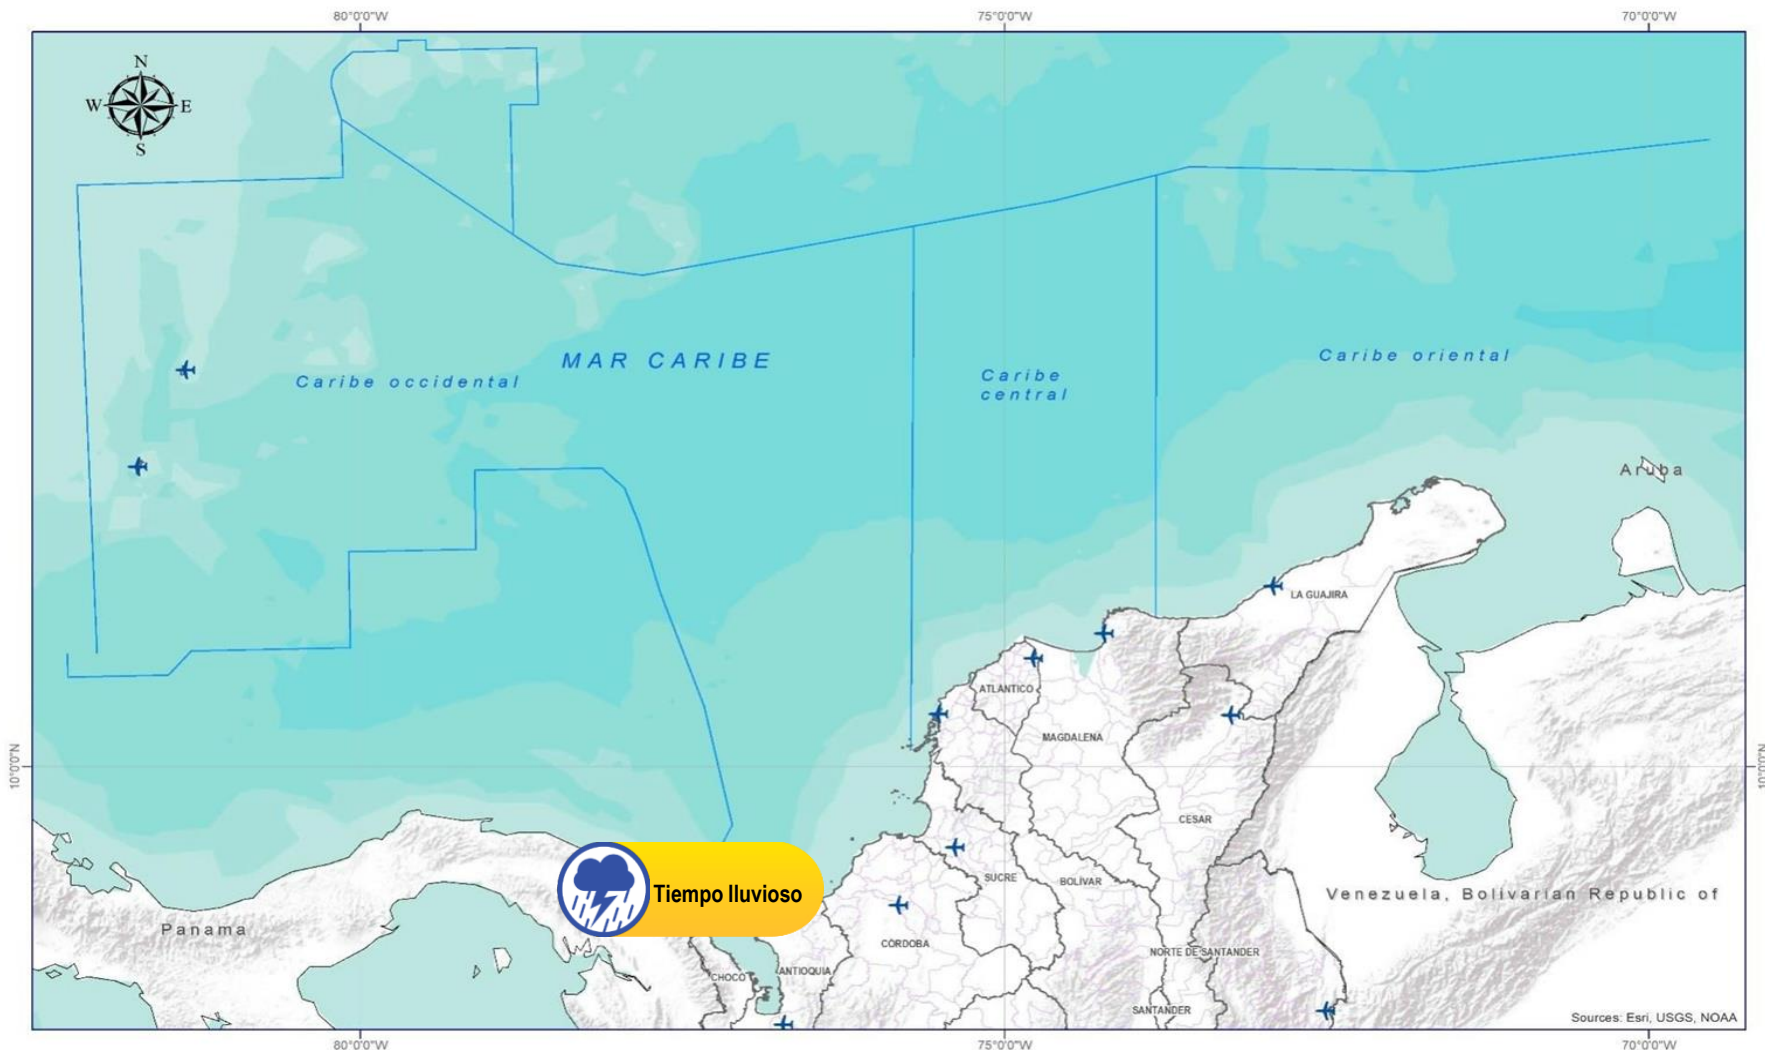 80°0'0"W
75°0'0"W
70°0'0"W
N
W
E
S
MAR CARIBE
Caribe occidental
Caribe
central
Caribe oriental
Aruba
LA GUAJIRA
ATLANTICO
MAGDALENA
10°0'0"N
10°0'0"N
CESAR
Tiempo lluvioso
SUCRE
BOLÍVAR
Venezuela, Bolivarian Republic of
Panama
CÓRDOBA
NORTE DE SANTANDER
CHOCO
ANTIOQUIA
SANTANDER
Sources: Esri, USGS, NOAA
80°0'0"W
75°0'0"W
70°0'0"W